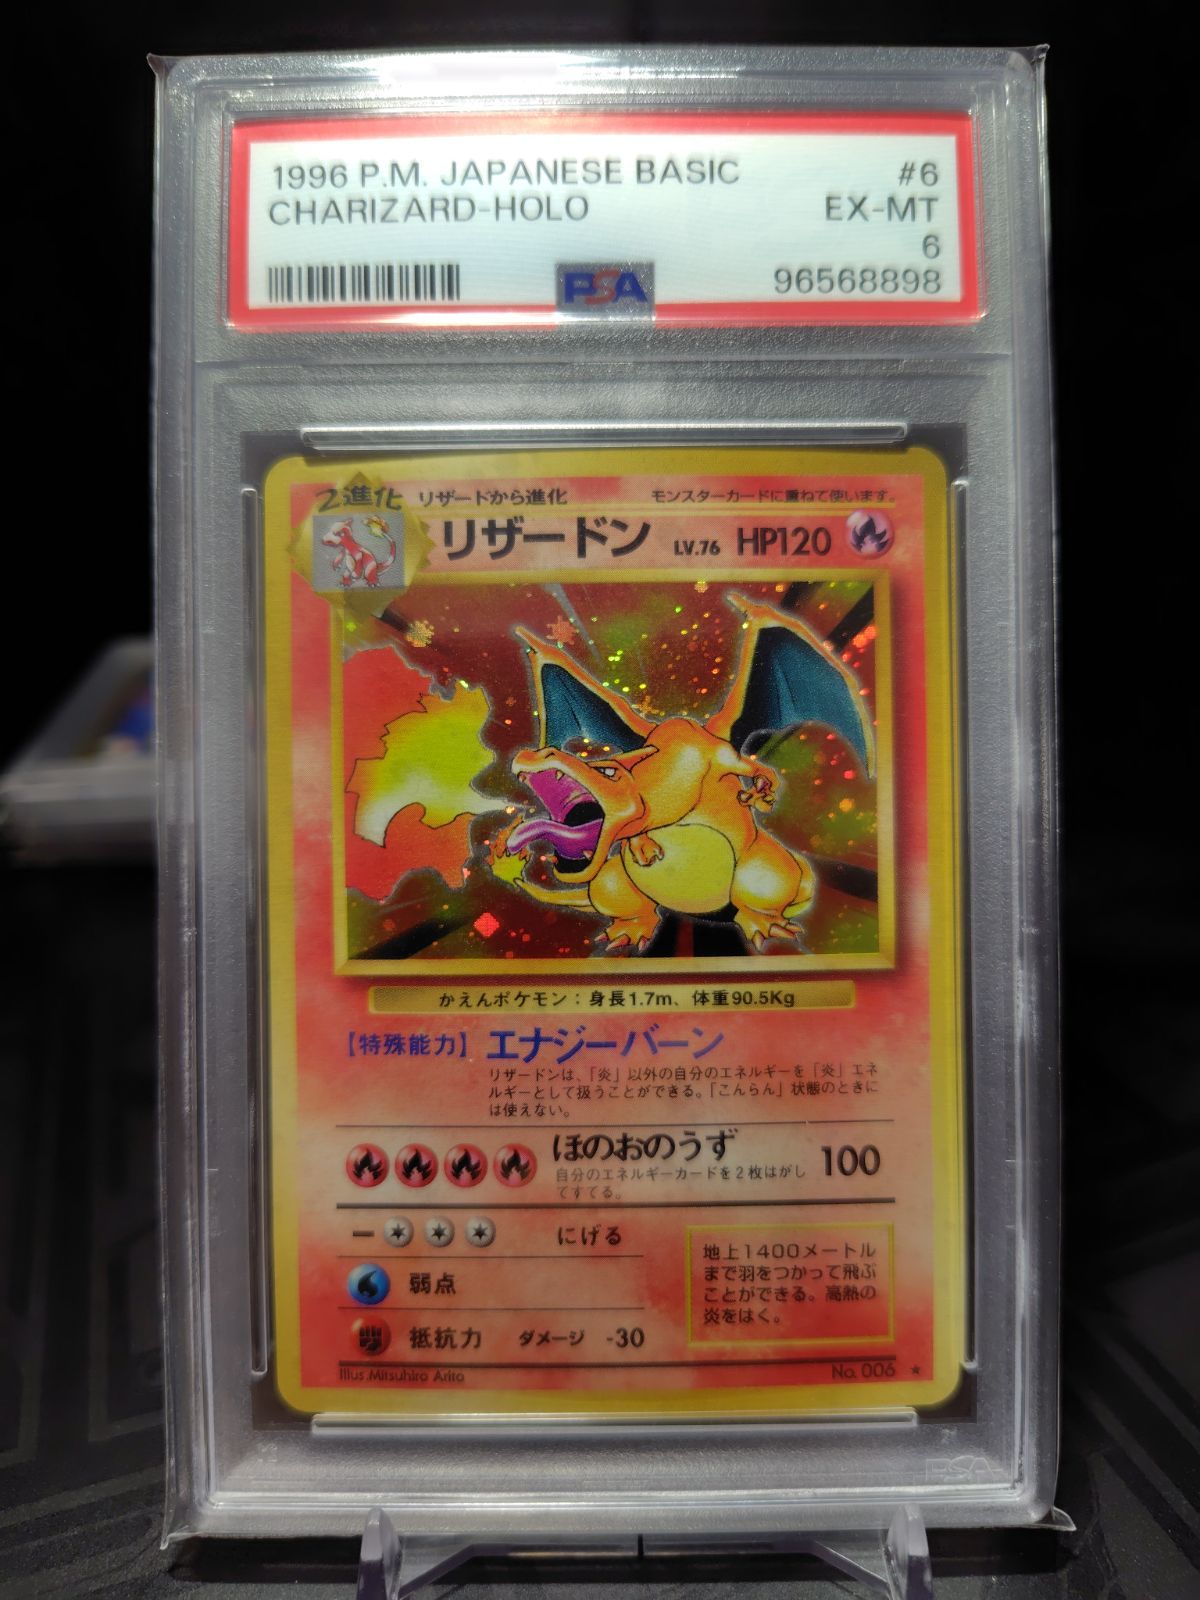 1996 P.M. JAPANESE BASIC #6
CHARIZARD-HOLO EX-MT
6
PSA 96568898
2進化 リザードから進化 モンスターカードに重ねて使います。
リザードン LV.76 HP120
かえんポケモン:身長1.7m、体重90.5Kg
【特殊能力】 エナジーバーン
リザードンは、「炎」以外の自分のエネルギーを「炎」エネ
ルギーとして扱うことができる。「こんらん」状態のときに
は使えない。
ほのおのうず 100
自分のエネルギーカードを2枚はがし
てすてる。
にげる
弱点
抵抗力 ダメージ -30
地上1400メートル
まで羽をつかって飛ぶ
ことができる。高熱の
炎をはく。
Illus.Mitsuhiro Arita No. 006 ★
PSA